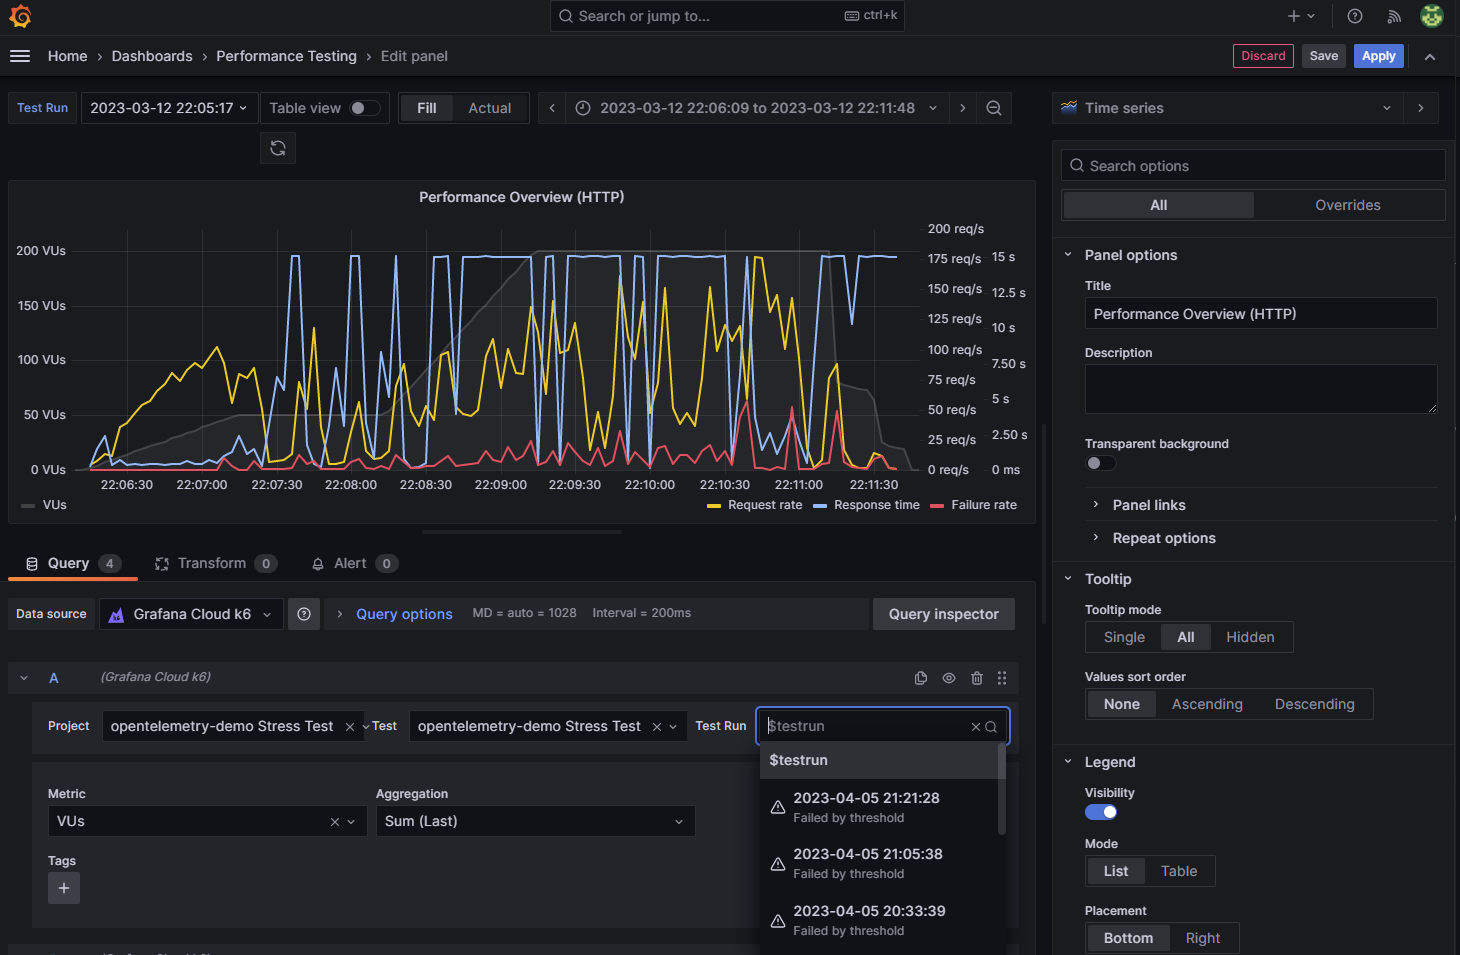 Search or jump to...
ctrl+k
Home › Dashboards › Performance Testing › Edit panel
Discard
Save
Apply
Test Run
2023-03-12 22:05:17
Table view
Fill
Actual
2023-03-12 22:06:09 to 2023-03-12 22:11:48
Time series
Search options
All
Overrides
Performance Overview (HTTP)
200 VUs
150 VUs
100 VUs
50 VUs
0 VUs
200 req/s
175 req/s
150 req/s
125 req/s
100 req/s
75 req/s
50 req/s
25 req/s
0 req/s
15 s
12.5 s
10 s
7.50 s
5 s
2.50 s
0 ms
22:06:30
22:07:00
22:07:30
22:08:00
22:08:30
22:09:00
22:09:30
22:10:00
22:10:30
22:11:00
22:11:30
VUs
Request rate
Response time
Failure rate
Panel options
Title
Performance Overview (HTTP)
Description
Transparent background
Panel links
Repeat options
Tooltip
Tooltip mode
Single
All
Hidden
Values sort order
None
Ascending
Descending
Legend
Visibility
Mode
List
Table
Placement
Bottom
Right
Query 4
Transform 0
Alert 0
Data source
Grafana Cloud k6
Query options
MD = auto = 1028
Interval = 200ms
Query inspector
A
(Grafana Cloud k6)
Project
opentelemetry-demo Stress Test
Test
opentelemetry-demo Stress Test
Test Run
$testrun
$testrun
2023-04-05 21:21:28
Failed by threshold
2023-04-05 21:05:38
Failed by threshold
2023-04-05 20:33:39
Failed by threshold
Metric
VUs
Aggregation
Sum (Last)
Tags
+